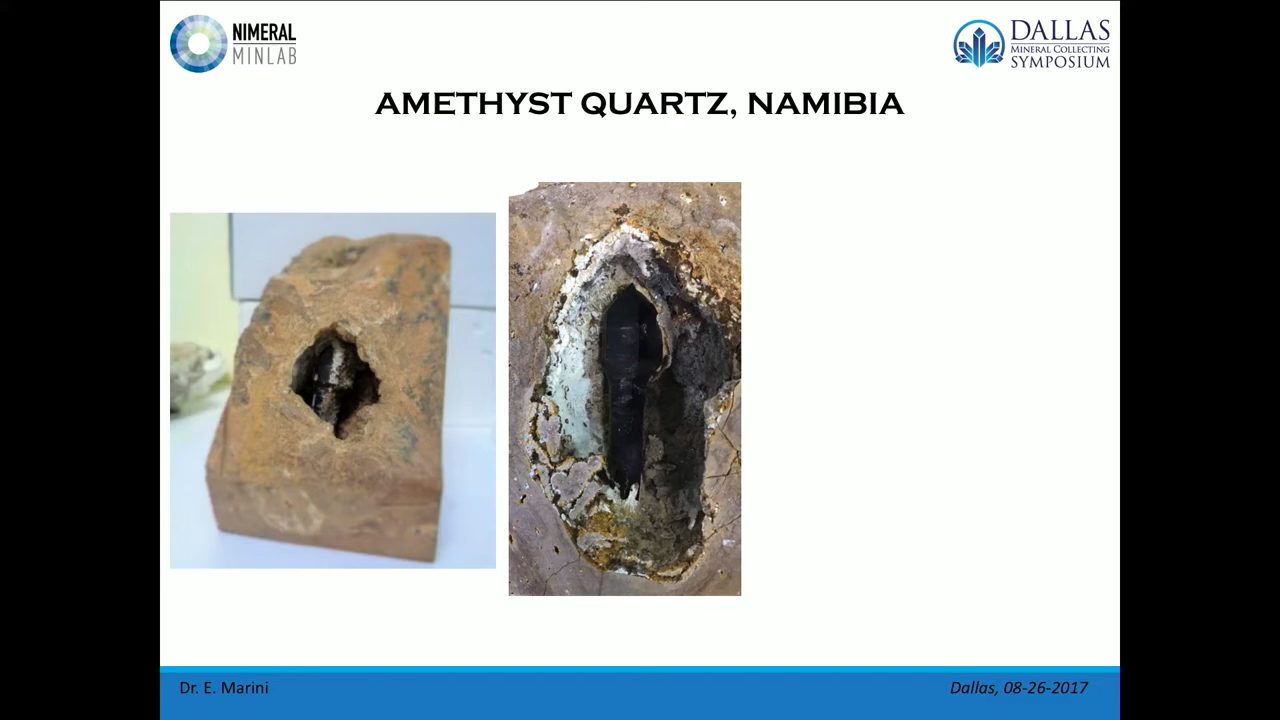 NIMERAL
MINLAB
DALLAS
MINERAL COLLECTING
SYMPOSIUM
AMETHYST QUARTZ, NAMIBIA
Dr. E. Marini
Dallas, 08-26-2017